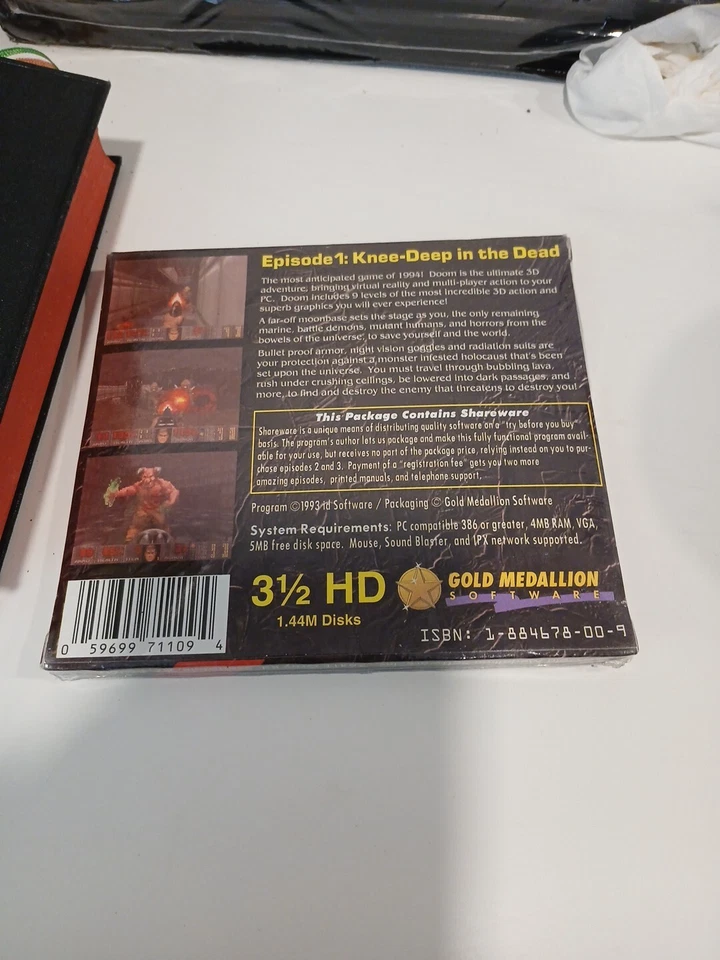 Episode 1: Knee-Deep in the Dead
The most anticipated game of 1994! Doom is the ultimate 3D
adventure, bringing virtual reality and multi-player action to your
PC. Doom includes 9 levels of the most incredible 3D action and
superb graphics you will ever experience!
A far-off moonbase sets the stage as you, the only remaining
marine, battle demons, mutant humans, and horrors from the
bowels of the universe, to save yourself and the world.
Bullet proof armor, night vision goggles and radiation suits are
your protection against a monster infested holocaust that's been
set upon the universe. You must travel through bubbling lava,
rush under crushing ceilings, be lowered into dark passages, and
more, to find and destroy the enemy that threatens to destroy you!
This Package Contains Shareware
Shareware is a unique means of distributing quality software on a "try before you buy"
basis. The program's author lets us package and make this fully functional program avail-
able for your use, but receives no part of the package price, relying instead on you to pur-
chase episodes 2 and 3. Payment of a "registration fee" gets you two more
amazing episodes, printed manuals, and telephone support.
Program ©1993 id Software / Packaging © Gold Medallion Software
System Requirements: PC compatible 386 or greater, 4MB RAM, VGA,
5MB free disk space. Mouse, Sound Blaster, and IPX network supported.
3½ HD
1.44M Disks
GOLD MEDALLION
SOFTWARE
ISBN: 1-884678-00-9
0 59699 71109 4